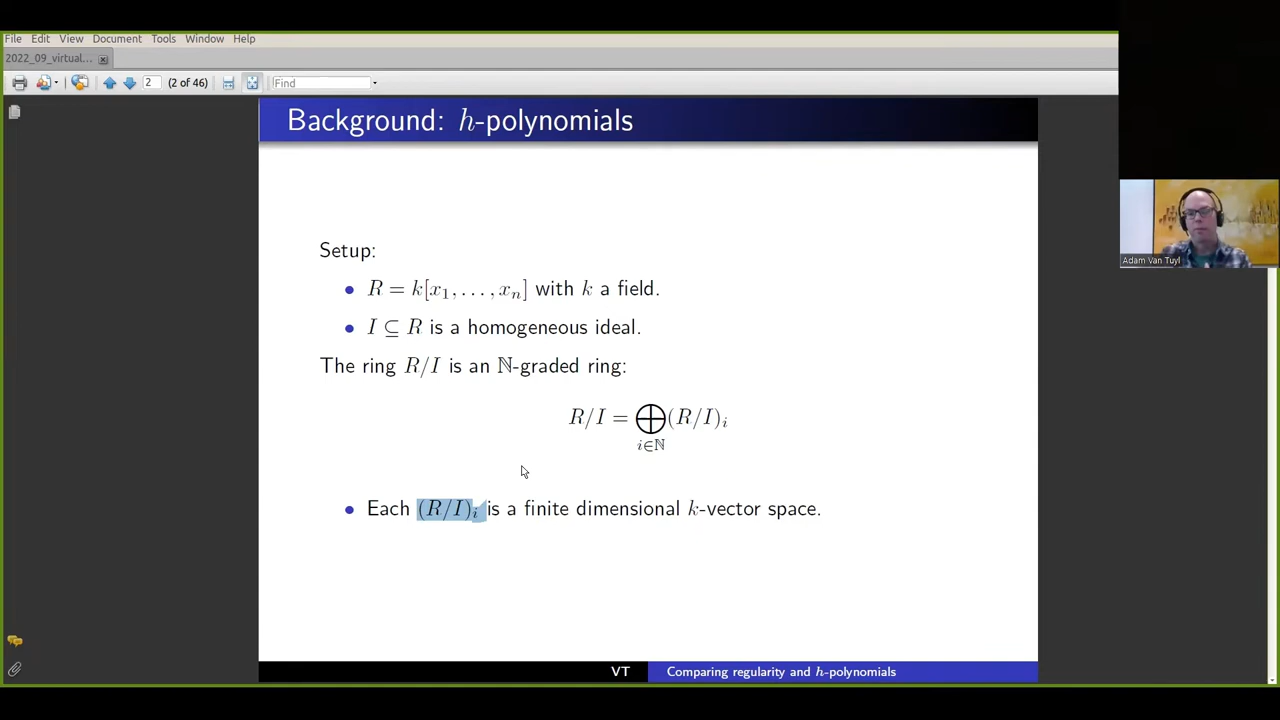 File Edit View Document Tools Window Help
2022_09_virtual...
2 (2 of 46) Find
Background: h-polynomials
Adam Van Tuyl
Setup:
• R = k[x₁, . . . , xₙ] with k a field.
• I ⊆ R is a homogeneous ideal.
The ring R/I is an ℕ-graded ring:
R/I = ⨁ (R/I)ᵢ
i∈ℕ
• Each (R/I)ᵢ is a finite dimensional k-vector space.
VT Comparing regularity and h-polynomials